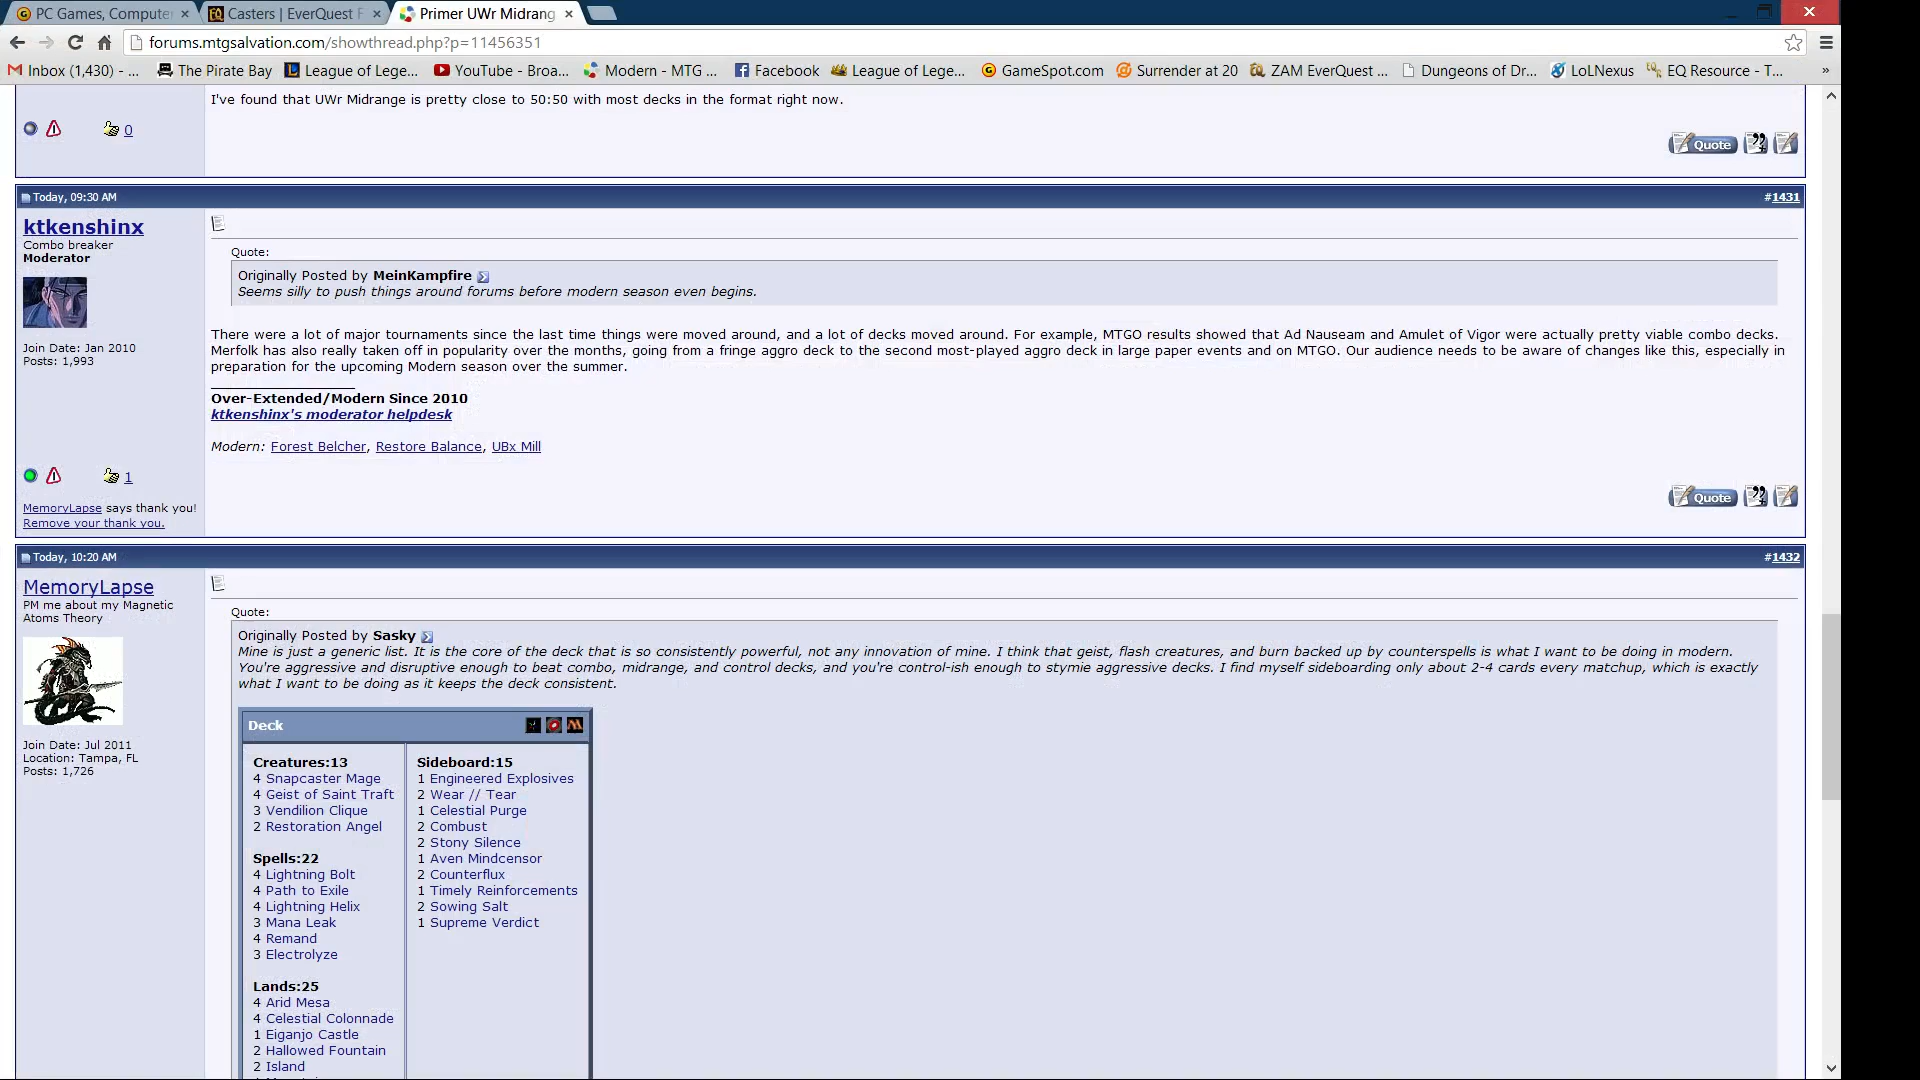 PC Games, Compute
Casters | EverQuest F
Primer UWr Midrang
forums.mtgsalvation.com/showthread.php?p=11456351
Inbox (1,430) - ...
The Pirate Bay
League of Lege...
YouTube - Broa...
Modern - MTG ...
Facebook
League of Lege...
GameSpot.com
Surrender at 20
ZAM EverQuest ...
Dungeons of Dr...
LoLNexus
EQ Resource - T...
»
I've found that UWr Midrange is pretty close to 50:50 with most decks in the format right now.
0
Quote
Today, 09:30 AM
#1431
ktkenshinx
Combo breaker
Moderator
Join Date: Jan 2010
Posts: 1,993
Quote:
Originally Posted by MeinKampfire
Seems silly to push things around forums before modern season even begins.
There were a lot of major tournaments since the last time things were moved around, and a lot of decks moved around. For example, MTGO results showed that Ad Nauseam and Amulet of Vigor were actually pretty viable combo decks.
Merfolk has also really taken off in popularity over the months, going from a fringe aggro deck to the second most-played aggro deck in large paper events and on MTGO. Our audience needs to be aware of changes like this, especially in
preparation for the upcoming Modern season over the summer.
Over-Extended/Modern Since 2010
ktkenshinx's moderator helpdesk
Modern: Forest Belcher, Restore Balance, UBx Mill
1
MemoryLapse says thank you!
Remove your thank you.
Quote
Today, 10:20 AM
#1432
MemoryLapse
PM me about my Magnetic
Atoms Theory
Join Date: Jul 2011
Location: Tampa, FL
Posts: 1,726
Quote:
Originally Posted by Sasky
Mine is just a generic list. It is the core of the deck that is so consistently powerful, not any innovation of mine. I think that geist, flash creatures, and burn backed up by counterspells is what I want to be doing in modern.
You're aggressive and disruptive enough to beat combo, midrange, and control decks, and you're control-ish enough to stymie aggressive decks. I find myself sideboarding only about 2-4 cards every matchup, which is exactly
what I want to be doing as it keeps the deck consistent.
Deck
Creatures:13
4 Snapcaster Mage
4 Geist of Saint Traft
3 Vendilion Clique
2 Restoration Angel
Spells:22
4 Lightning Bolt
4 Path to Exile
4 Lightning Helix
3 Mana Leak
4 Remand
3 Electrolyze
Lands:25
4 Arid Mesa
4 Celestial Colonnade
1 Eiganjo Castle
2 Hallowed Fountain
2 Island
Sideboard:15
1 Engineered Explosives
2 Wear // Tear
1 Celestial Purge
2 Combust
2 Stony Silence
1 Aven Mindcensor
2 Counterflux
1 Timely Reinforcements
2 Sowing Salt
1 Supreme Verdict